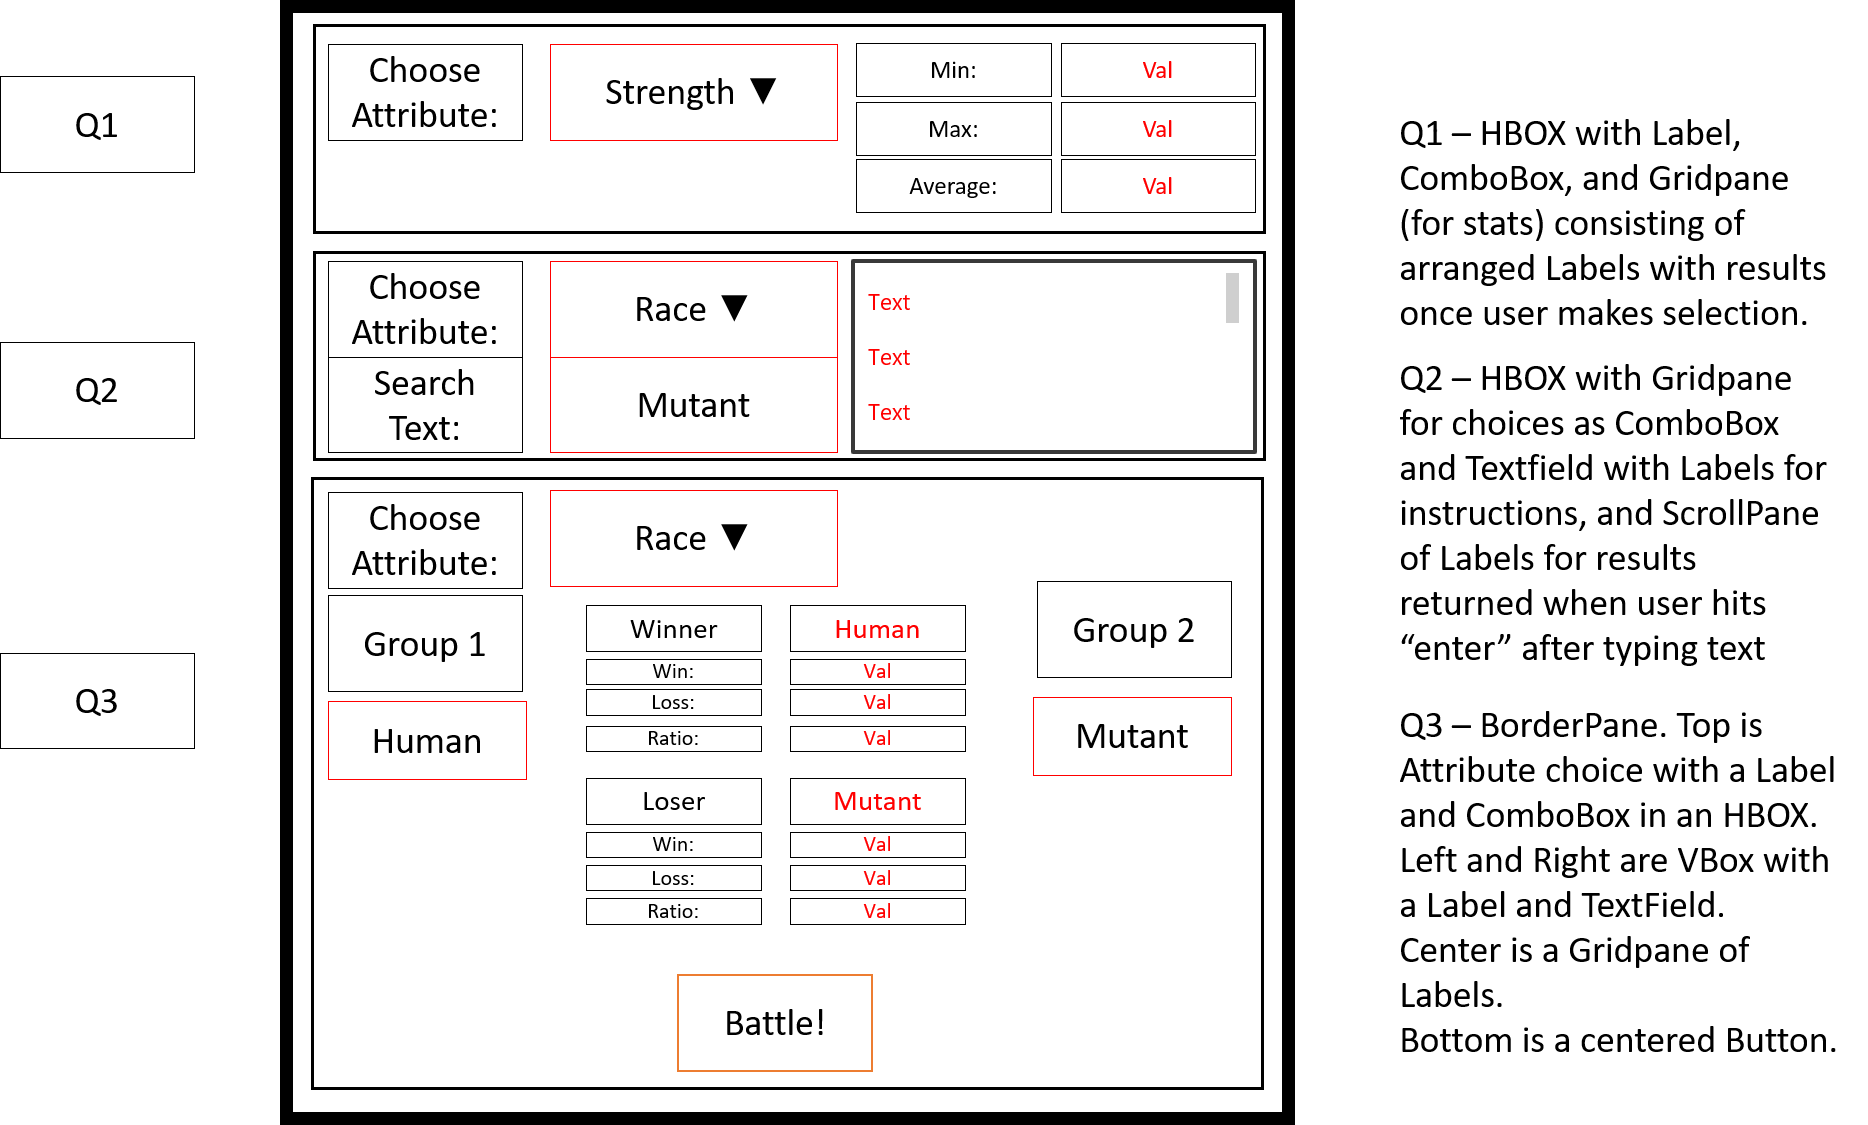 Q1
Choose
Attribute:
Strength ▼
Min:
Val
Max:
Val
Average:
Val
Q1 – HBOX with Label,
ComboBox, and Gridpane
(for stats) consisting of
arranged Labels with results
once user makes selection.
Q2
Choose
Attribute:
Race ▼
Search
Text:
Mutant
Text
Text
Text
Q2 – HBOX with Gridpane
for choices as ComboBox
and Textfield with Labels for
instructions, and ScrollPane
of Labels for results
returned when user hits
“enter” after typing text
Q3
Choose
Attribute:
Race ▼
Group 1
Human
Winner
Human
Win:
Val
Loss:
Val
Ratio:
Val
Loser
Mutant
Win:
Val
Loss:
Val
Ratio:
Val
Group 2
Mutant
Battle!
Q3 – BorderPane. Top is
Attribute choice with a Label
and ComboBox in an HBOX.
Left and Right are VBox with
a Label and TextField.
Center is a Gridpane of
Labels.
Bottom is a centered Button.